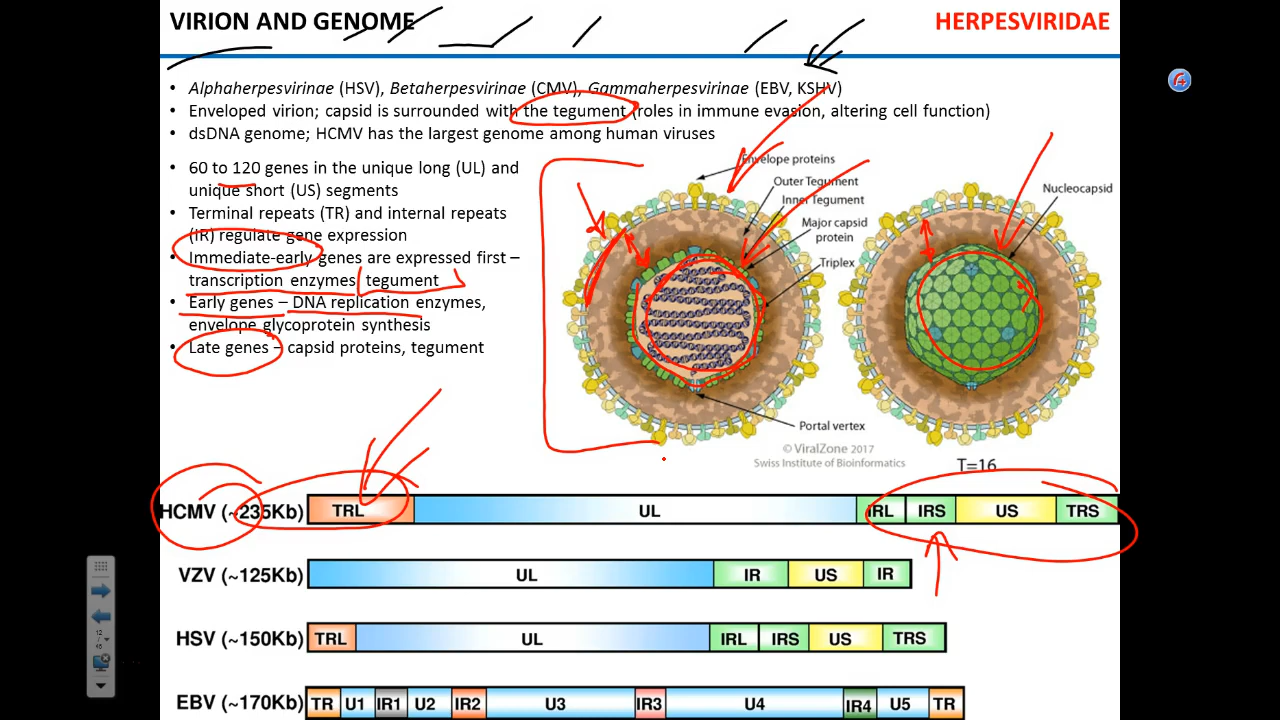 VIRION AND GENOME
HERPESVIRIDAE
• Alphaherpesvirinae (HSV), Betaherpesvirinae (CMV), Gammaherpesvirinae (EBV, KSHV)
• Enveloped virion; capsid is surrounded with the tegument (roles in immune evasion, altering cell function)
• dsDNA genome; HCMV has the largest genome among human viruses
• 60 to 120 genes in the unique long (UL) and
unique short (US) segments
• Terminal repeats (TR) and internal repeats
(IR) regulate gene expression
• Immediate-early genes are expressed first –
transcription enzymes, tegument
• Early genes – DNA replication enzymes,
envelope glycoprotein synthesis
• Late genes – capsid proteins, tegument
Envelope proteins
Outer Tegument
Inner Tegument
Major capsid
protein
Triplex
Portal vertex
Nucleocapsid
© ViralZone 2017
Swiss Institute of Bioinformatics
T=16
HCMV (~235Kb) TRL UL IRL IRS US TRS
VZV (~125Kb) UL IR US IR
HSV (~150Kb) TRL UL IRL IRS US TRS
EBV (~170Kb) TR U1 IR1 U2 IR2 U3 IR3 U4 IR4 U5 TR